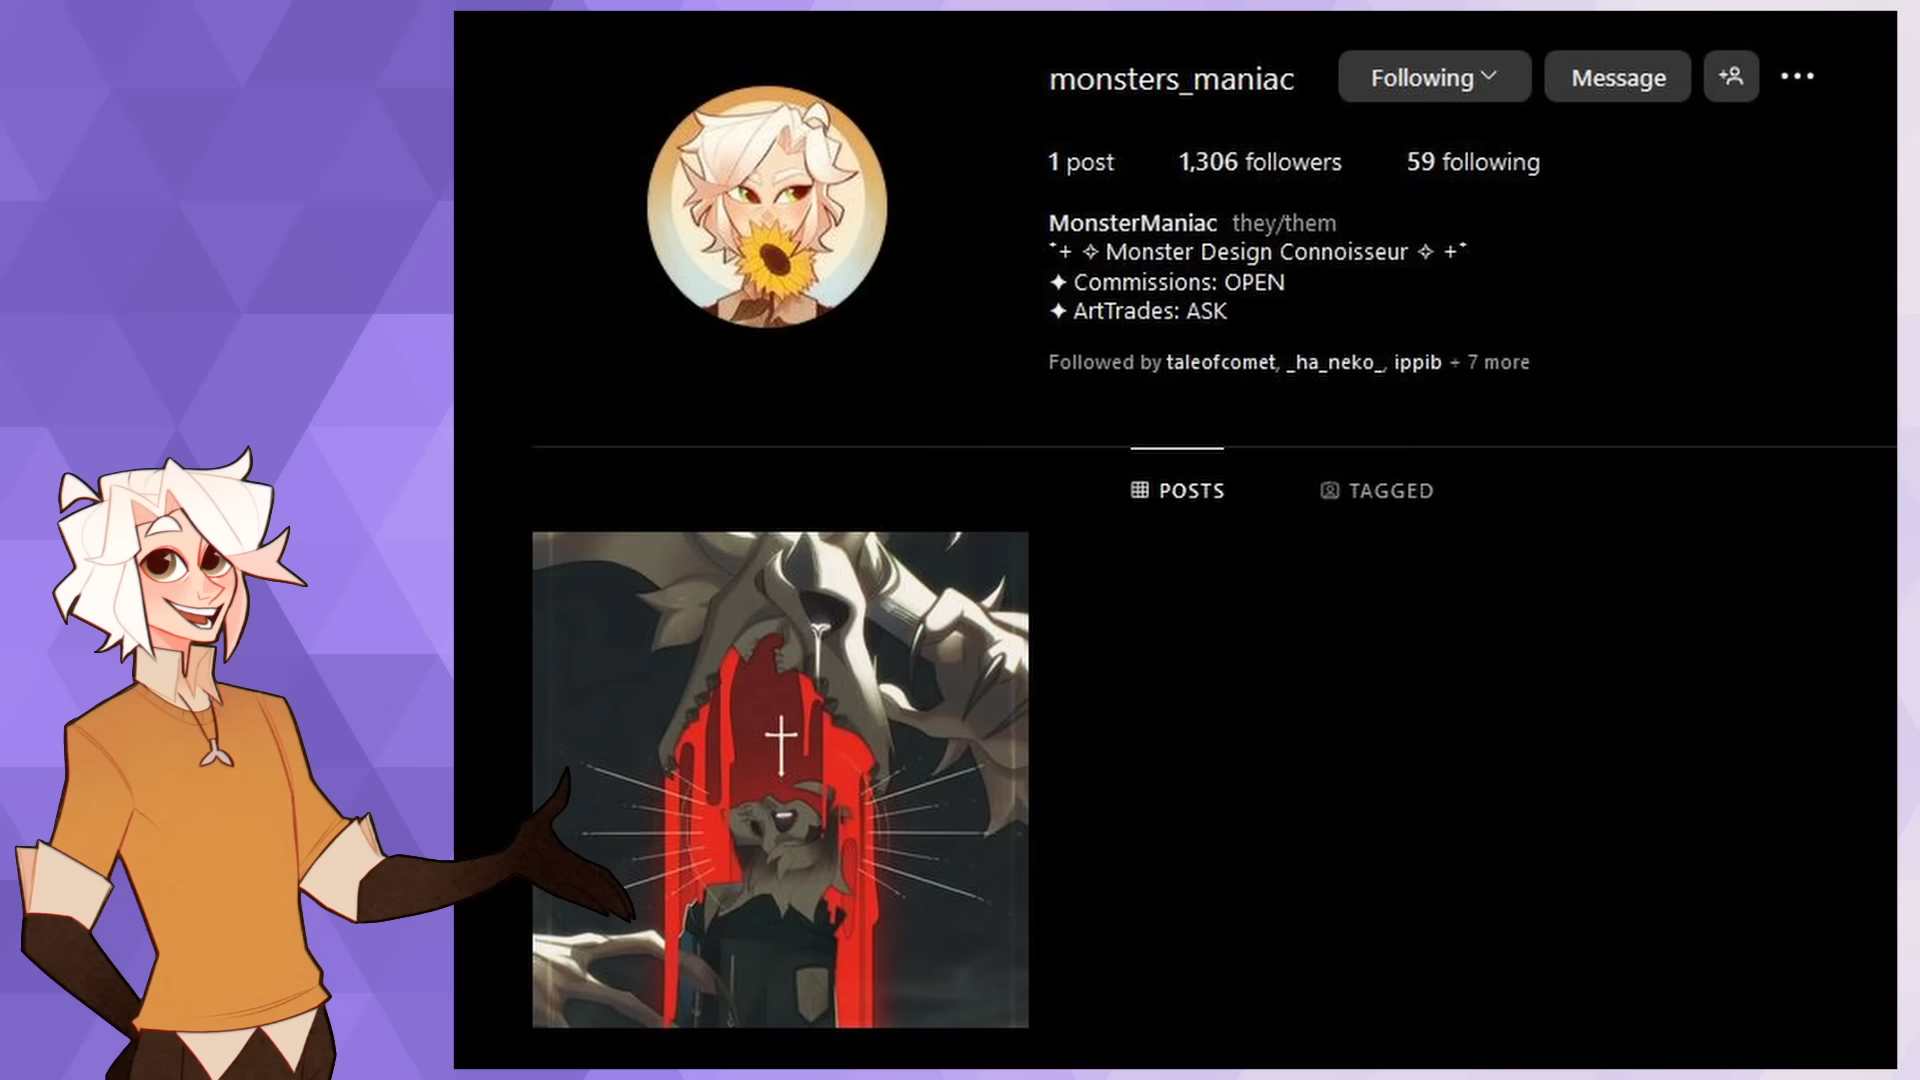 monsters_maniac
Following
Message
1 post 1,306 followers 59 following
MonsterManiac they/them
˖+ ✧ Monster Design Connoisseur ✧ +˖
✦ Commissions: OPEN
✦ ArtTrades: ASK
Followed by taleofcomet, _ha_neko_, ippib + 7 more
POSTS
TAGGED